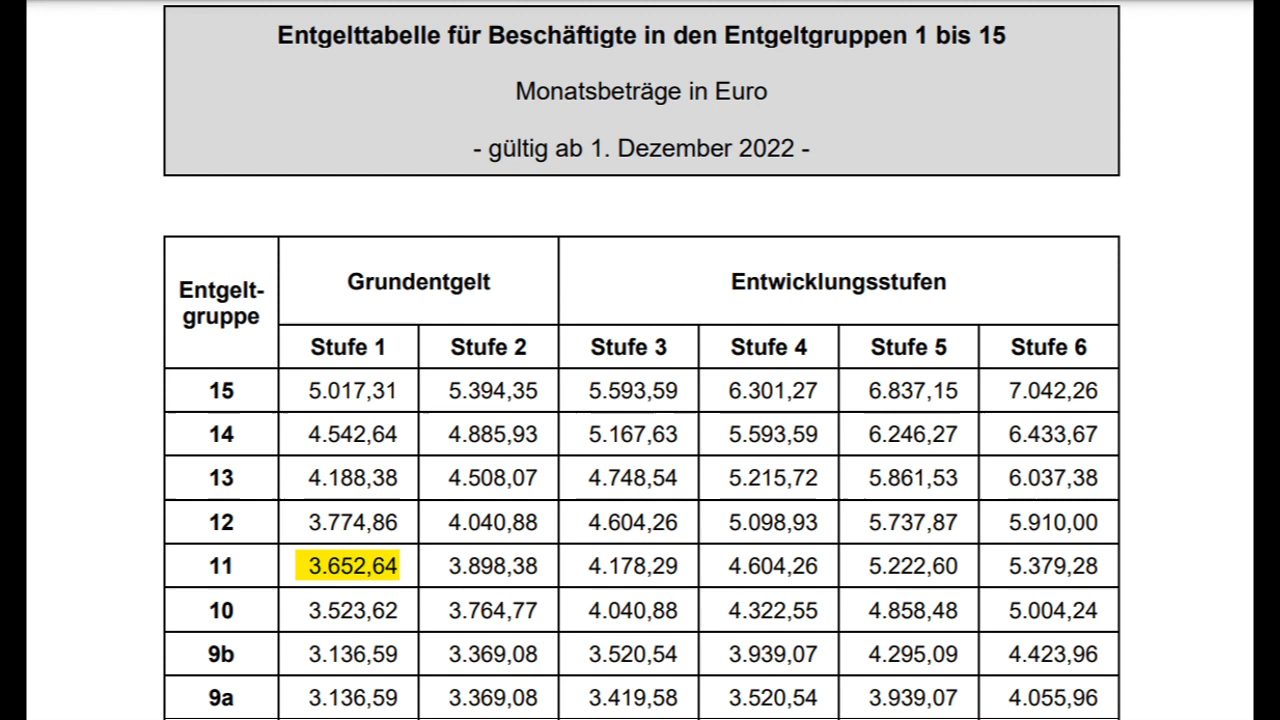 Entgelttabelle für Beschäftigte in den Entgeltgruppen 1 bis 15
Monatsbeträge in Euro
- gültig ab 1. Dezember 2022 -
Entgelt-
gruppe
Grundentgelt
Entwicklungsstufen
Stufe 1 Stufe 2 Stufe 3 Stufe 4 Stufe 5 Stufe 6
15 5.017,31 5.394,35 5.593,59 6.301,27 6.837,15 7.042,26
14 4.542,64 4.885,93 5.167,63 5.593,59 6.246,27 6.433,67
13 4.188,38 4.508,07 4.748,54 5.215,72 5.861,53 6.037,38
12 3.774,86 4.040,88 4.604,26 5.098,93 5.737,87 5.910,00
11 3.652,64 3.898,38 4.178,29 4.604,26 5.222,60 5.379,28
10 3.523,62 3.764,77 4.040,88 4.322,55 4.858,48 5.004,24
9b 3.136,59 3.369,08 3.520,54 3.939,07 4.295,09 4.423,96
9a 3.136,59 3.369,08 3.419,58 3.520,54 3.939,07 4.055,96